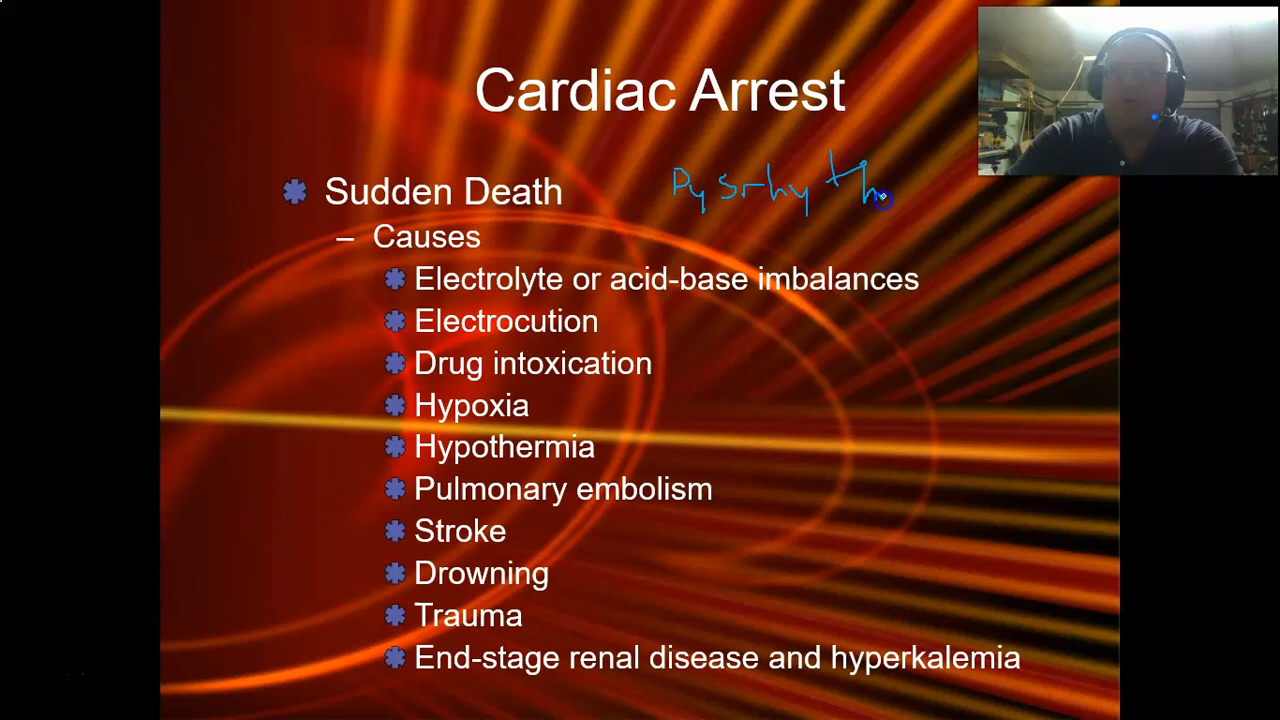 Cardiac Arrest
Sudden Death Dysrhyth
– Causes
Electrolyte or acid-base imbalances
Electrocution
Drug intoxication
Hypoxia
Hypothermia
Pulmonary embolism
Stroke
Drowning
Trauma
End-stage renal disease and hyperkalemia